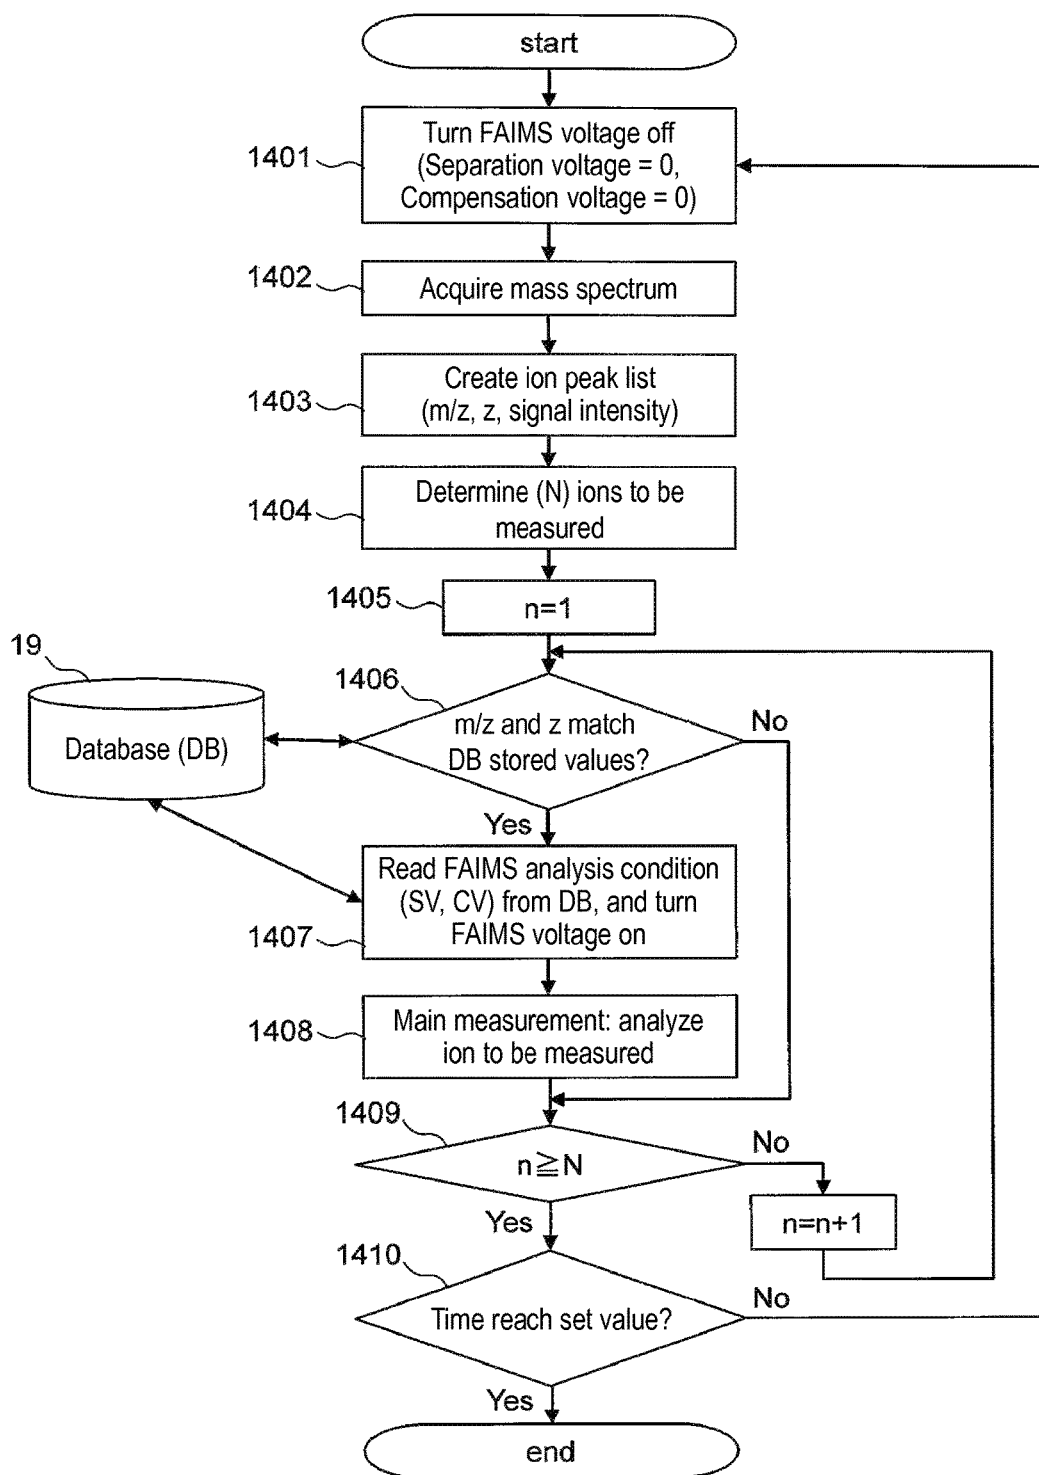 start
1401
Turn FAIMS voltage off
(Separation voltage = 0,
Compensation voltage = 0)
1402
Acquire mass spectrum
1403
Create ion peak list
(m/z, z, signal intensity)
1404
Determine (N) ions to be
measured
1405
n=1
19
Database (DB)
1406
m/z and z match
DB stored values?
No
Yes
1407
Read FAIMS analysis condition
(SV, CV) from DB, and turn
FAIMS voltage on
1408
Main measurement: analyze
ion to be measured
1409
n≧N
No
n=n+1
Yes
1410
Time reach set value?
No
Yes
end